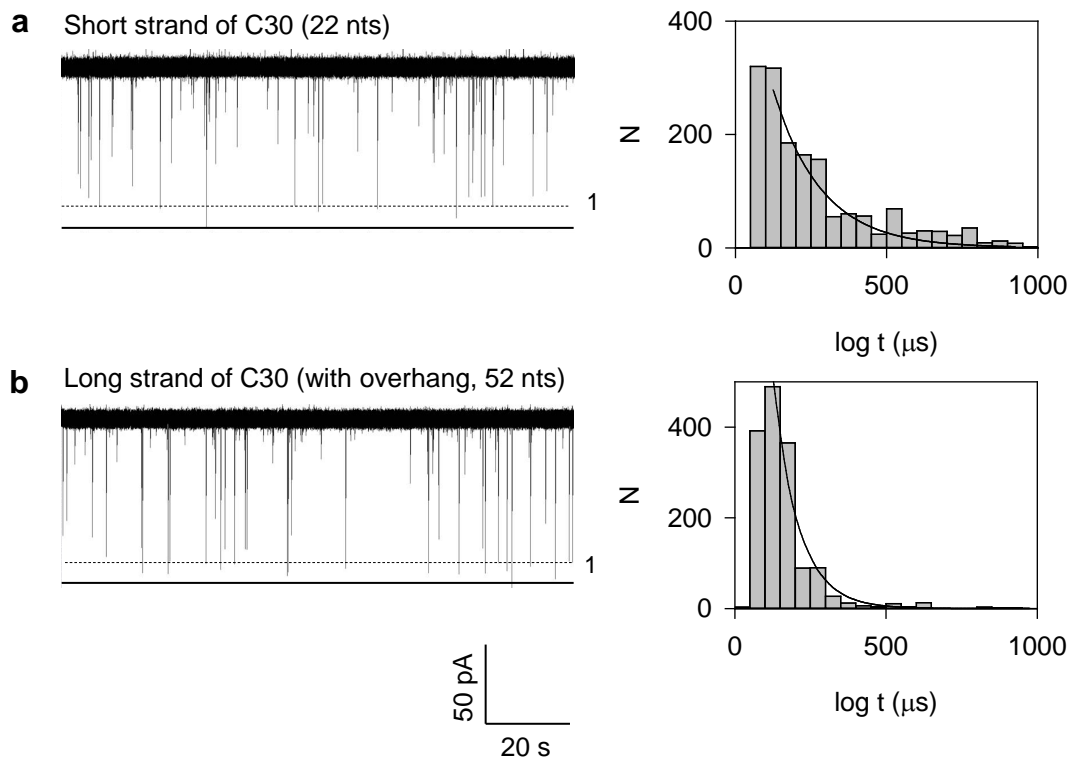 a
Short strand of C30 (22 nts)
1
400
200
0
N
0
500
1000
log t (μs)
b
Long strand of C30 (with overhang, 52 nts)
1
400
200
0
N
0
500
1000
log t (μs)
50 pA
20 s